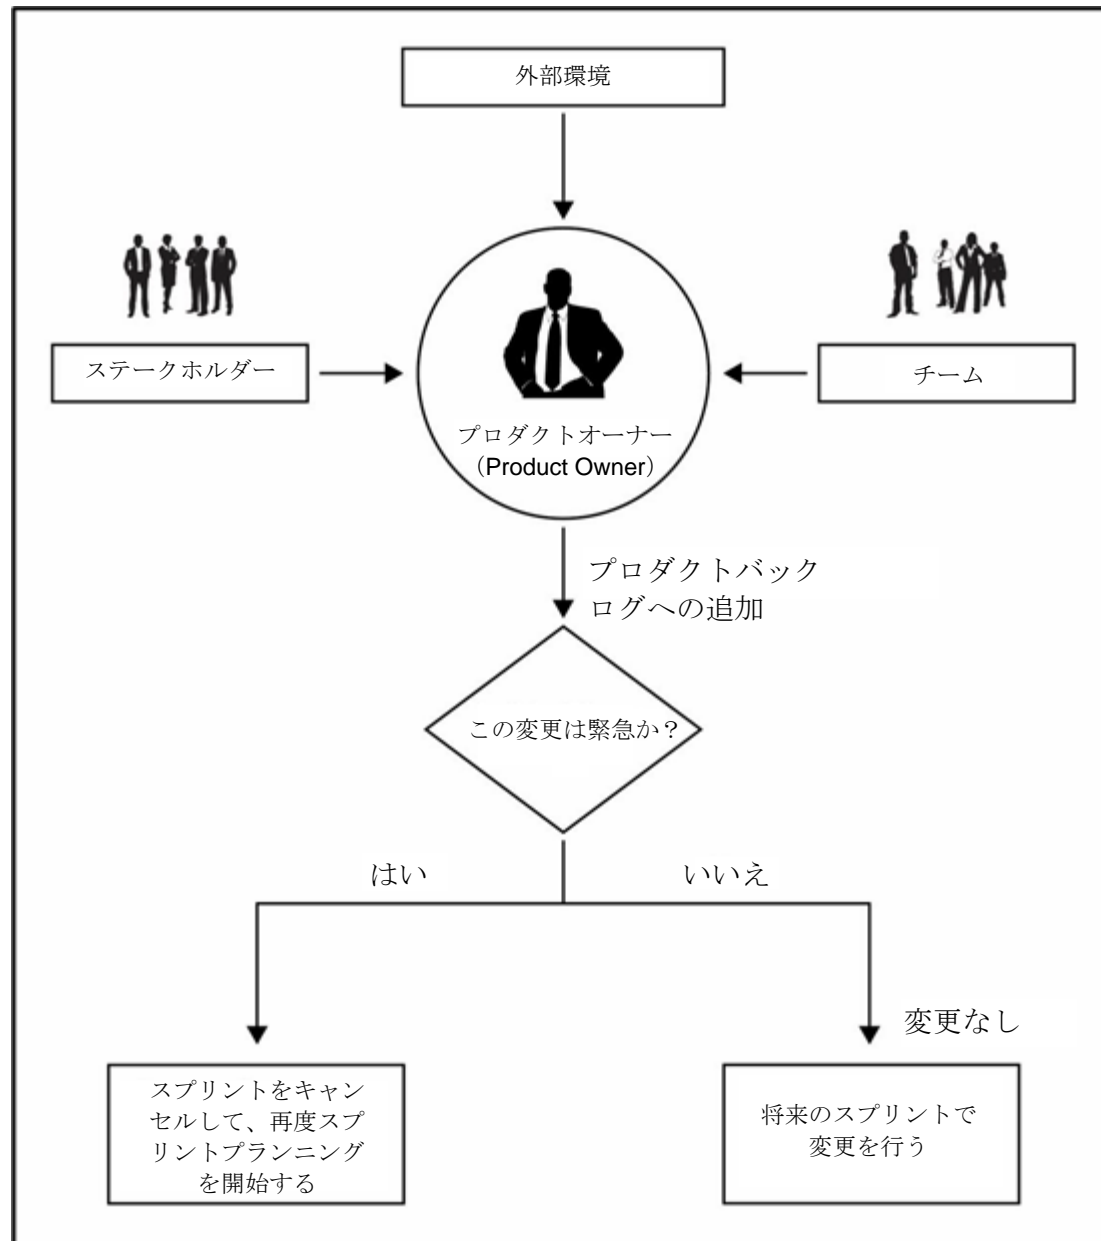 外部環境
ステークホルダー
チーム
プロダクトオーナー
（Product Owner）
プロダクトバック
ログへの追加
この変更は緊急か？
はい
いいえ
変更なし
スプリントをキャン
セルして、再度スプ
リントプランニング
を開始する
将来のスプリントで
変更を行う